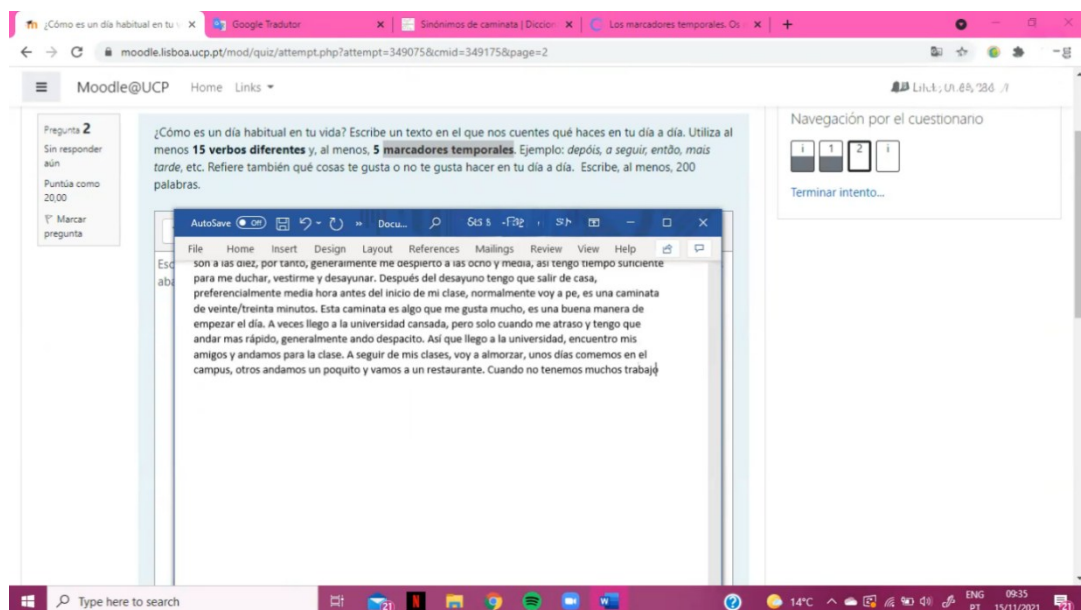 ¿Cómo es un día habitual en tu v
Google Tradutor
Sinónimos de caminata | Diccion
Los marcadores temporales. Os
moodle.lisboa.ucp.pt/mod/quiz/attempt.php?attempt=349075&cmid=349175&page=2
Moodle@UCP Home Links
Pregunta 2
Sin responder
aún
Puntúa como
20,00
Marcar
pregunta
¿Cómo es un día habitual en tu vida? Escribe un texto en el que nos cuentes qué haces en tu día a día. Utiliza al
menos 15 verbos diferentes y, al menos, 5 marcadores temporales. Ejemplo: depóis, a seguir, então, mais
tarde, etc. Refiere también qué cosas te gusta o no te gusta hacer en tu día a día. Escribe, al menos, 200
palabras.
Esc
aba
AutoSave Off Docu...
File Home Insert Design Layout References Mailings Review View Help
son a las diez, por tanto, generalmente me despierto a las ocho y media, así tengo tiempo suficiente
para me duchar, vestirme y desayunar. Después del desayuno tengo que salir de casa,
preferencialmente media hora antes del inicio de mi clase, normalmente voy a pe, es una caminata
de veinte/treinta minutos. Esta caminata es algo que me gusta mucho, es una buena manera de
empezar el día. A veces llego a la universidad cansada, pero solo cuando me atraso y tengo que
andar mas rápido, generalmente ando despacito. Así que llego a la universidad, encuentro mis
amigos y andamos para la clase. A seguir de mis clases, voy a almorzar, unos días comemos en el
campus, otros andamos un poquito y vamos a un restaurante. Cuando no tenemos muchos trabajo
Navegación por el cuestionario
i 1 2 i
Terminar intento...
Type here to search
21
14°C
ENG
PT
09:35
15/11/2021
21